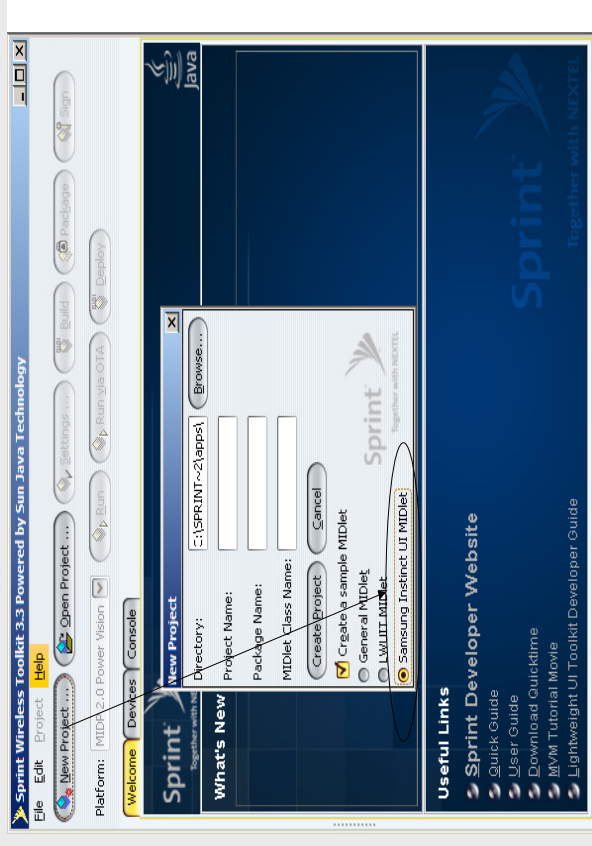 Sprint Wireless Toolkit 3.3 Powered by Sun Java Technology
File Edit Project Help
New Project ... Open Project ... Settings ... Build Package Sign
Platform: MIDP 2.0 Power Vision Run Run via OTA Deploy
Welcome Devices Console
Sprint
Together with NE
Java
What's New
New Project
Directory: C:\SPRINT~2\apps\ Browse...
Project Name:
Package Name:
MIDlet Class Name:
Create Project Cancel
Create a sample MIDlet
General MIDlet
LWUIT MIDlet
Samsung Instinct UI MIDlet
Sprint
Together with NEXTEL
Useful Links
Sprint Developer Website
Quick Guide
User Guide
Download Quicktime
MVM Tutorial Movie
Lightweight UI Toolkit Developer Guide
Sprint
Together with NEXTEL